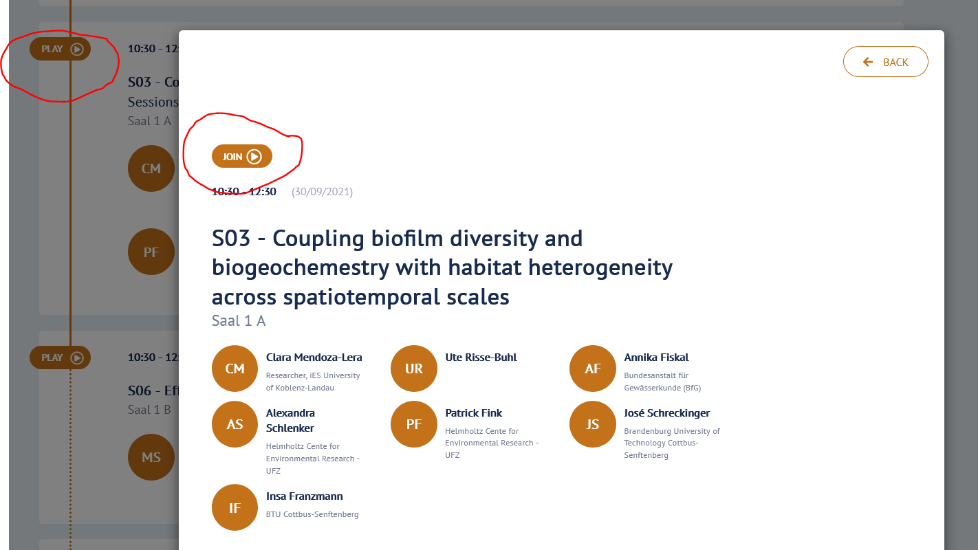 PLAY
10:30 - 12:
S03 - Co
Sessions
Saal 1 A
CM
PF
PLAY
10:30 - 12:
S06 - Ef
Saal 1 B
MS
BACK
JOIN
10:30 - 12:30 (30/09/2021)
S03 - Coupling biofilm diversity and
biogeochemestry with habitat heterogeneity
across spatiotemporal scales
Saal 1 A
CM
Clara Mendoza-Lera
Researcher, iES University
of Koblenz-Landau
UR
Ute Risse-Buhl
AF
Annika Fiskal
Bundesanstalt für
Gewässerkunde (BfG)
AS
Alexandra
Schlenker
Helmholtz Cente for
Environmental Research -
UFZ
PF
Patrick Fink
Helmholtz Cente for
Environmental Research -
UFZ
JS
José Schreckinger
Brandenburg University of
Technology Cottbus-
Senftenberg
IF
Insa Franzmann
BTU Cottbus-Senftenberg